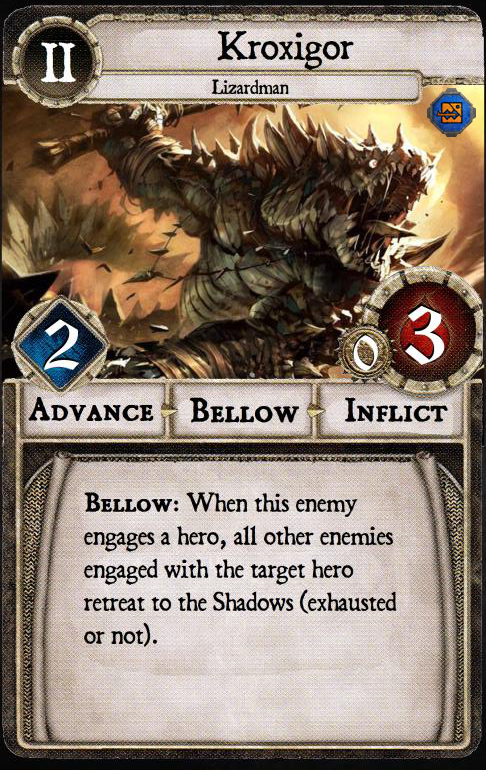 II
Kroxigor
Lizardman
2
0
3
ADVANCE BELLOW INFLICT
BELLOW: When this enemy
engages a hero, all other enemies
engaged with the target hero
retreat to the Shadows (exhausted
or not).